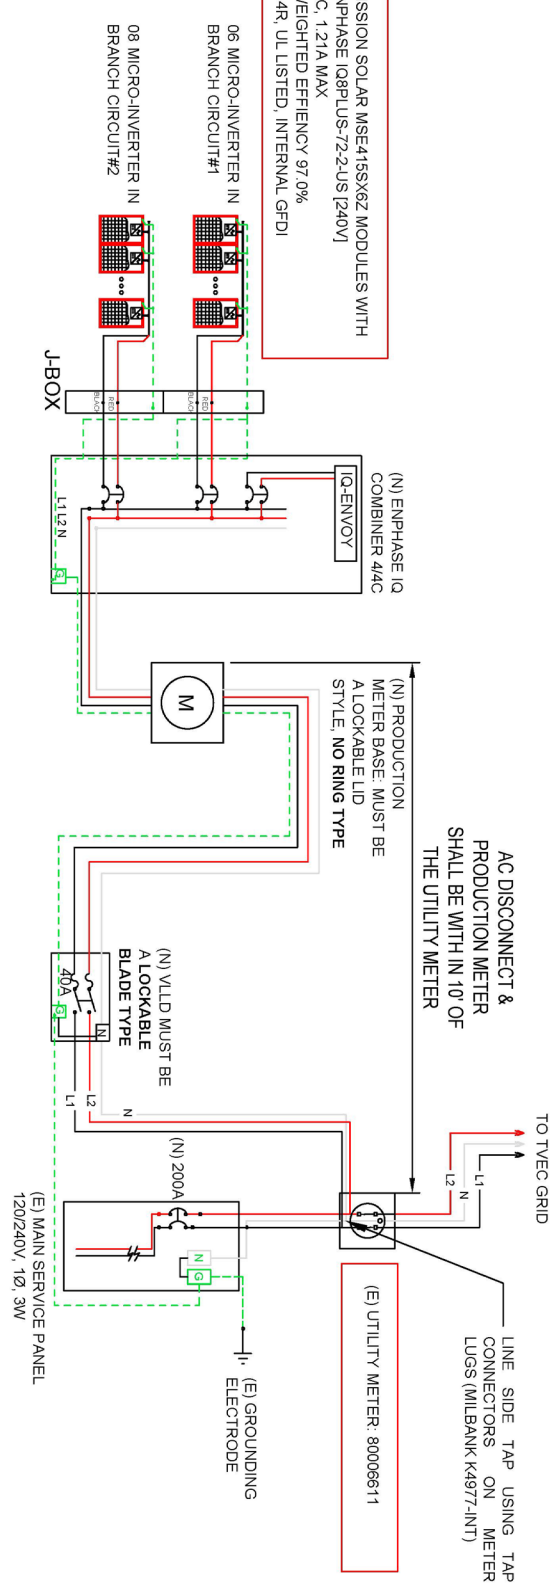 SSION SOLAR MSE415SX6Z MODULES WITH
NPHASE IQ8PLUS-72-2-US [240V]
C, 1.21A MAX
VEIGHTED EFFIENCY 97.0%
4R, UL LISTED, INTERNAL GFDI
06 MICRO-INVERTER IN
BRANCH CIRCUIT#1
08 MICRO-INVERTER IN
BRANCH CIRCUIT#2
J-BOX
RED
BLACK
RED
BLACK
(N) ENPHASE IQ
COMBINER 4/4C
IQ-ENVOY
L1 L2 N
G
(N) PRODUCTION
METER BASE: MUST BE
A LOCKABLE LID
STYLE, NO RING TYPE
M
AC DISCONNECT &
PRODUCTION METER
SHALL BE WITH IN 10' OF
THE UTILITY METER
(N) VLLD MUST BE
A LOCKABLE
BLADE TYPE
40A
N
G
L2
L1
N
TO TVEC GRID
L1
N
L2
(N) 200A
N
G
(E) MAIN SERVICE PANEL
120/240V, 1Ø, 3W
(E) GROUNDING
ELECTRODE
(E) UTILITY METER: 80006611
LINE SIDE TAP USING TAP
CONNECTORS ON METER
LUGS (MILBANK K4977-INT)